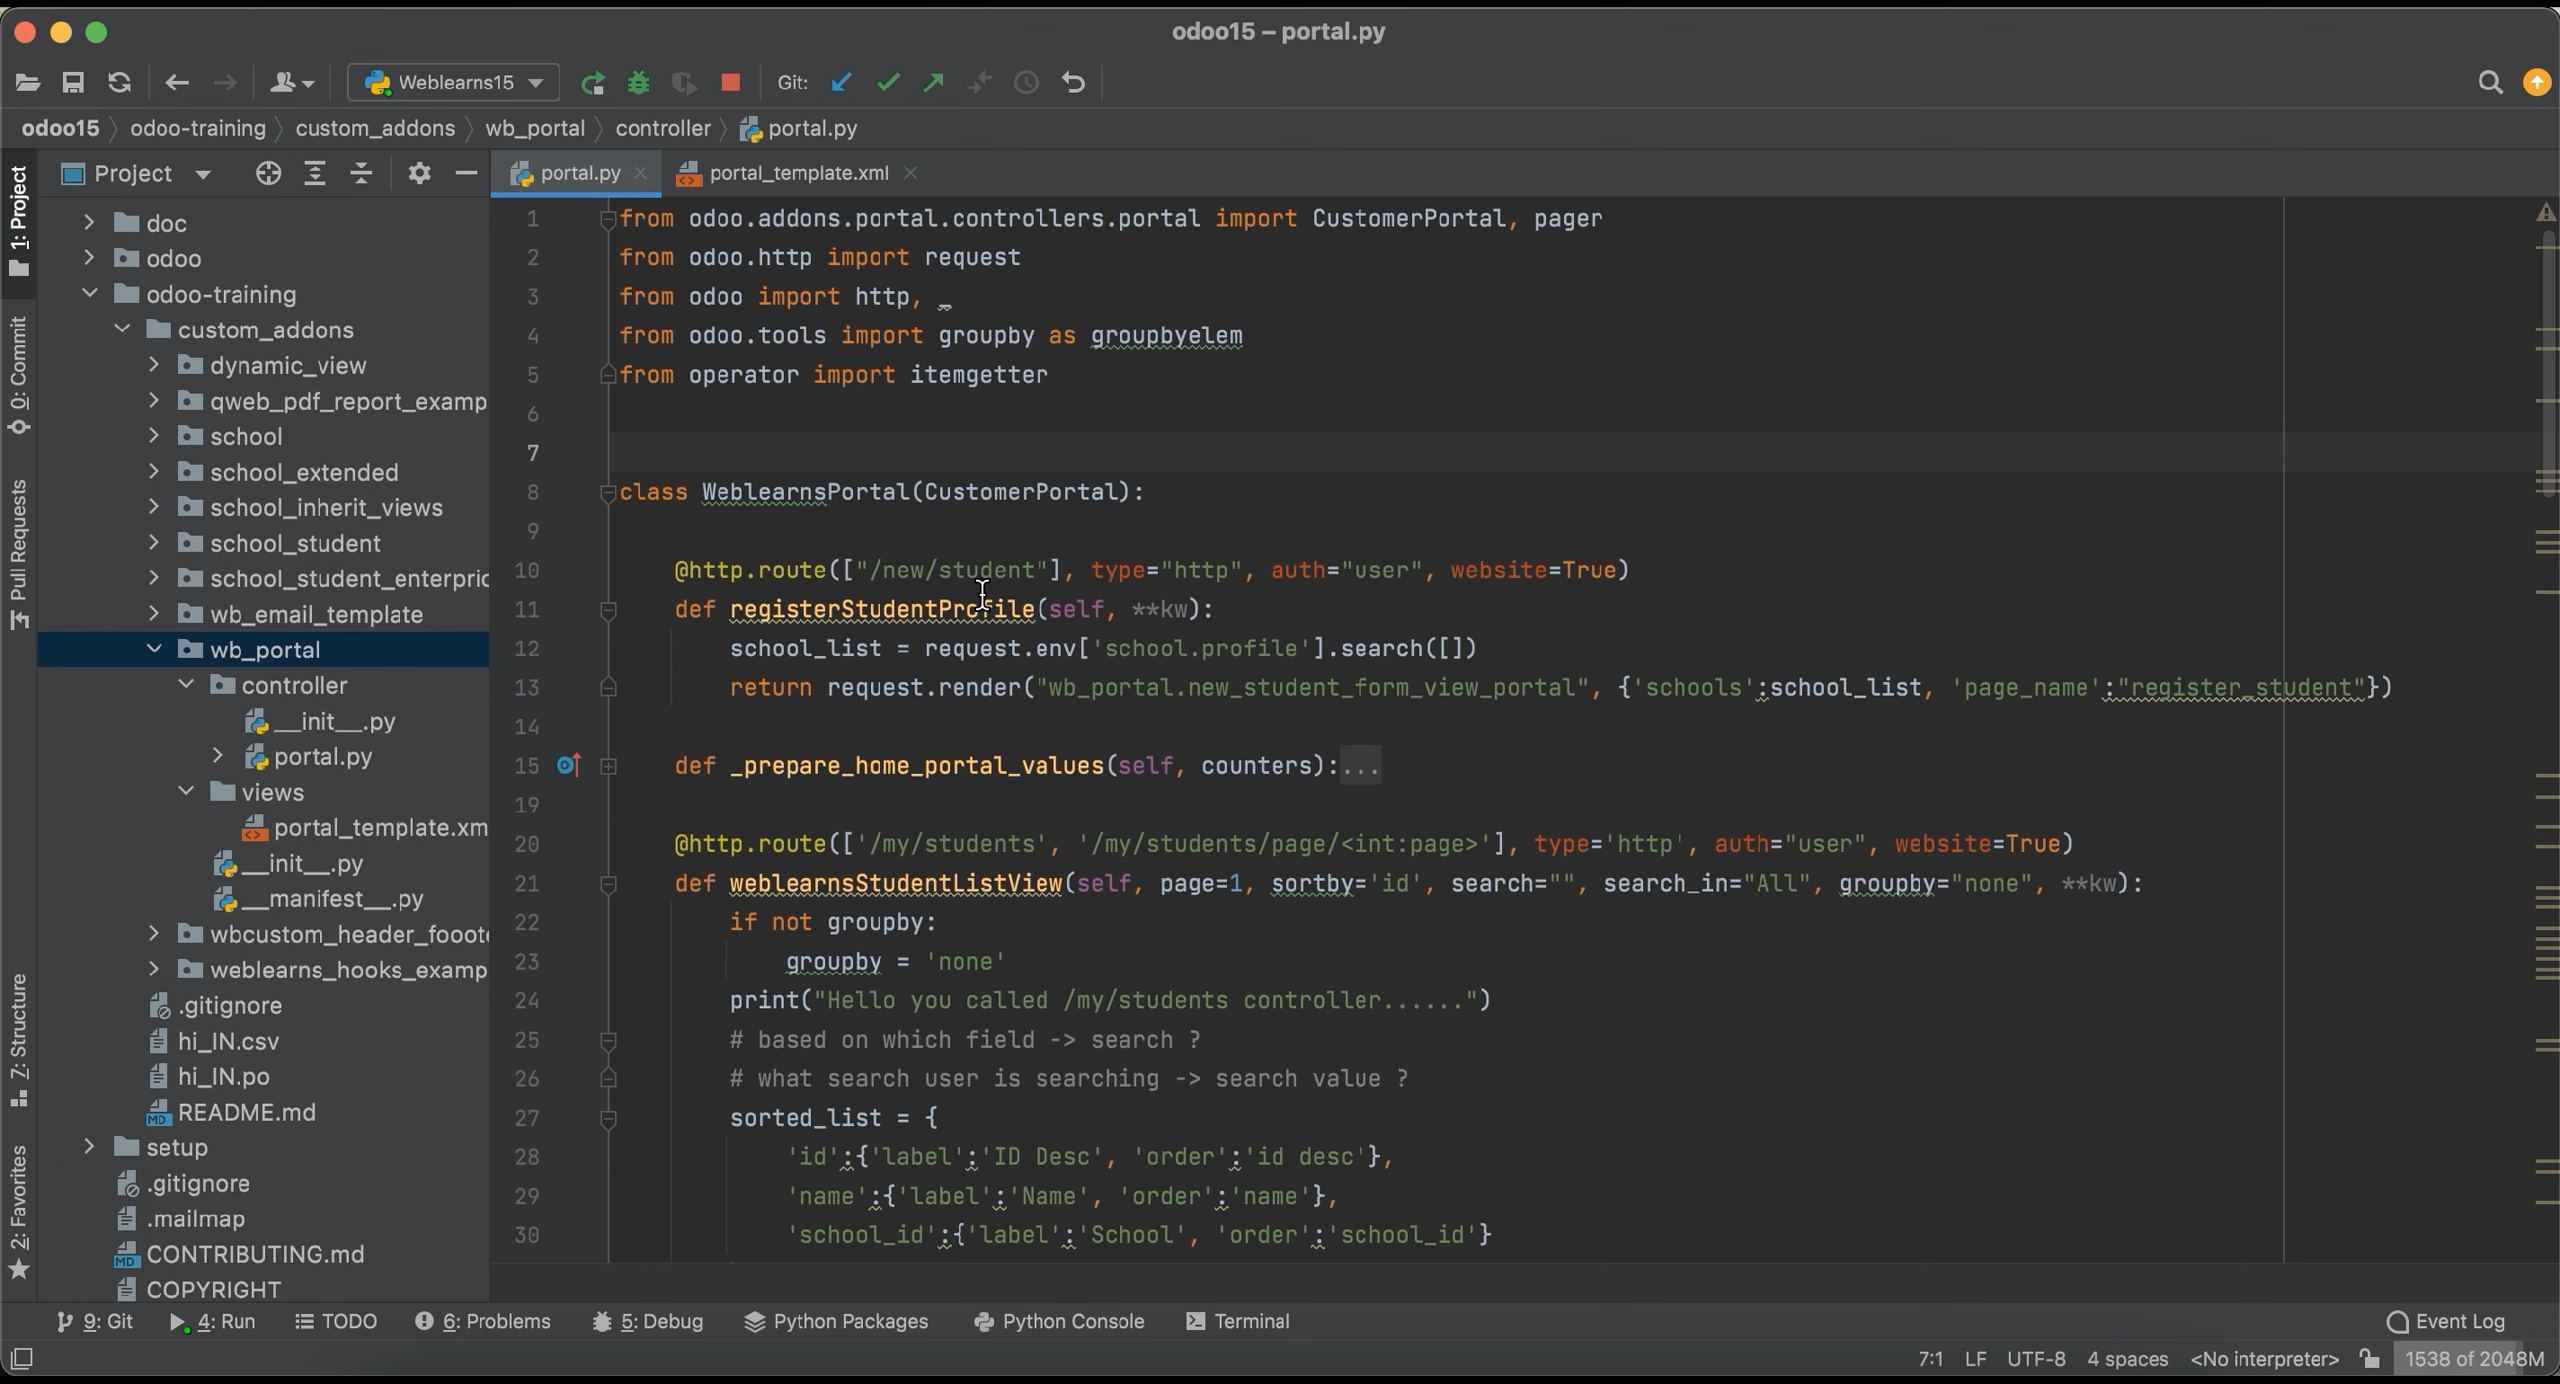 odoo15 – portal.py
Weblearns15
Git:
odoo15 odoo-training custom_addons wb_portal controller portal.py
1: Project
0: Commit
Pull Requests
7: Structure
2: Favorites
Project
doc
odoo
odoo-training
custom_addons
dynamic_view
qweb_pdf_report_examp
school
school_extended
school_inherit_views
school_student
school_student_enterpric
wb_email_template
wb_portal
controller
__init__.py
portal.py
views
portal_template.xm
__init__.py
__manifest__.py
wbcustom_header_fooot
weblearns_hooks_examp
.gitignore
hi_IN.csv
hi_IN.po
README.md
setup
.gitignore
.mailmap
CONTRIBUTING.md
COPYRIGHT
portal.py portal_template.xml
1 from odoo.addons.portal.controllers.portal import CustomerPortal, pager
2 from odoo.http import request
3 from odoo import http, _
4 from odoo.tools import groupby as groupbyelem
5 from operator import itemgetter
6
7
8 class WeblearnsPortal(CustomerPortal):
9
10 @http.route(["/new/student"], type="http", auth="user", website=True)
11 def registerStudentProfile(self, **kw):
12 school_list = request.env['school.profile'].search([])
13 return request.render("wb_portal.new_student_form_view_portal", {'schools':school_list, 'page_name':"register_student"})
14
15 def _prepare_home_portal_values(self, counters):...
19
20 @http.route(['/my/students', '/my/students/page/<int:page>'], type='http', auth="user", website=True)
21 def weblearnsStudentListView(self, page=1, sortby='id', search="", search_in="All", groupby="none", **kw):
22 if not groupby:
23 groupby = 'none'
24 print("Hello you called /my/students controller......")
25 # based on which field -> search ?
26 # what search user is searching -> search value ?
27 sorted_list = {
28 'id':{'label':'ID Desc', 'order':'id desc'},
29 'name':{'label':'Name', 'order':'name'},
30 'school_id':{'label':'School', 'order':'school_id'}
9: Git 4: Run TODO 6: Problems 5: Debug Python Packages Python Console Terminal Event Log
7:1 LF UTF-8 4 spaces <No interpreter> 1538 of 2048M